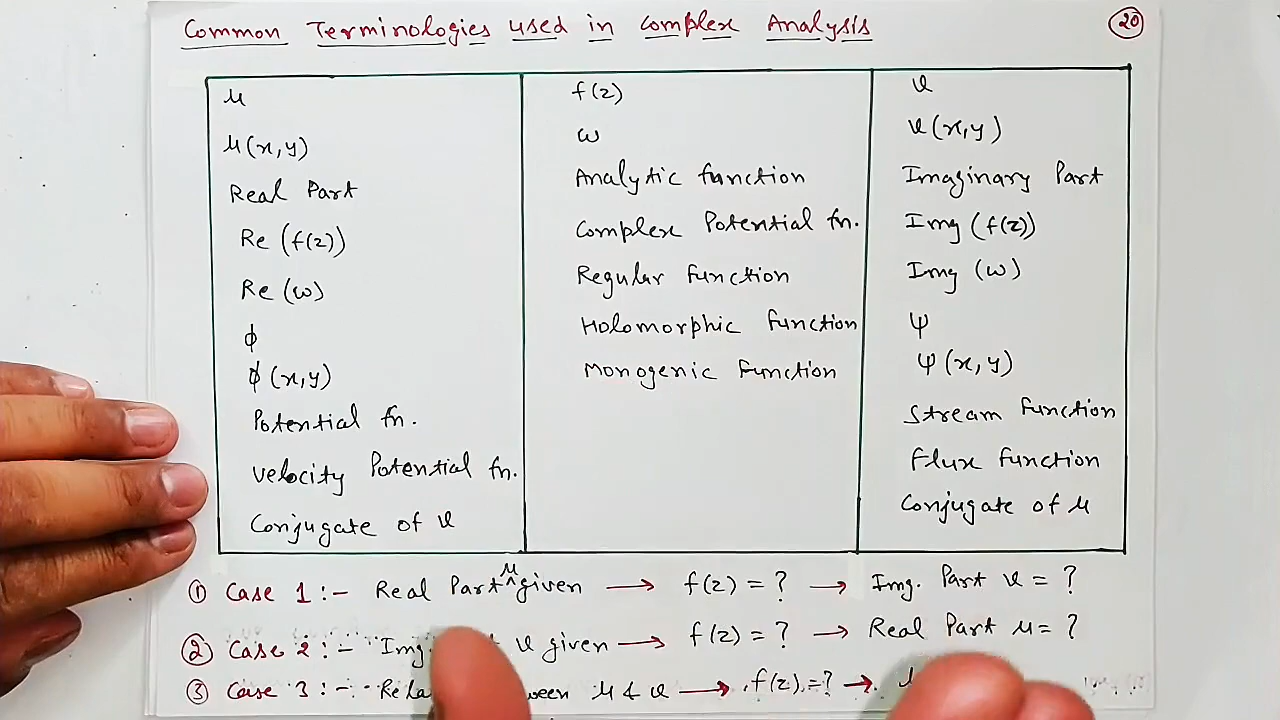 Common Terminologies used in Complex Analysis
20
u
u(x,y)
Real Part
Re (f(z))
Re (w)
ϕ
ϕ (x,y)
Potential fn.
Velocity Potential fn.
Conjugate of v
f(z)
w
Analytic function
Complex Potential fn.
Regular function
Holomorphic function
Monogenic Function
v
v(x,y)
Imaginary Part
Img (f(z))
Img (w)
ψ
ψ (x,y)
Stream Function
Flux Function
Conjugate of u
① Case 1 :- Real Part u given → f(z) = ? → Img. Part v = ?
② Case 2 :- Img. v given → f(z) = ? → Real Part u = ?
③ Case 3 :- u & v → f(z) = ? →